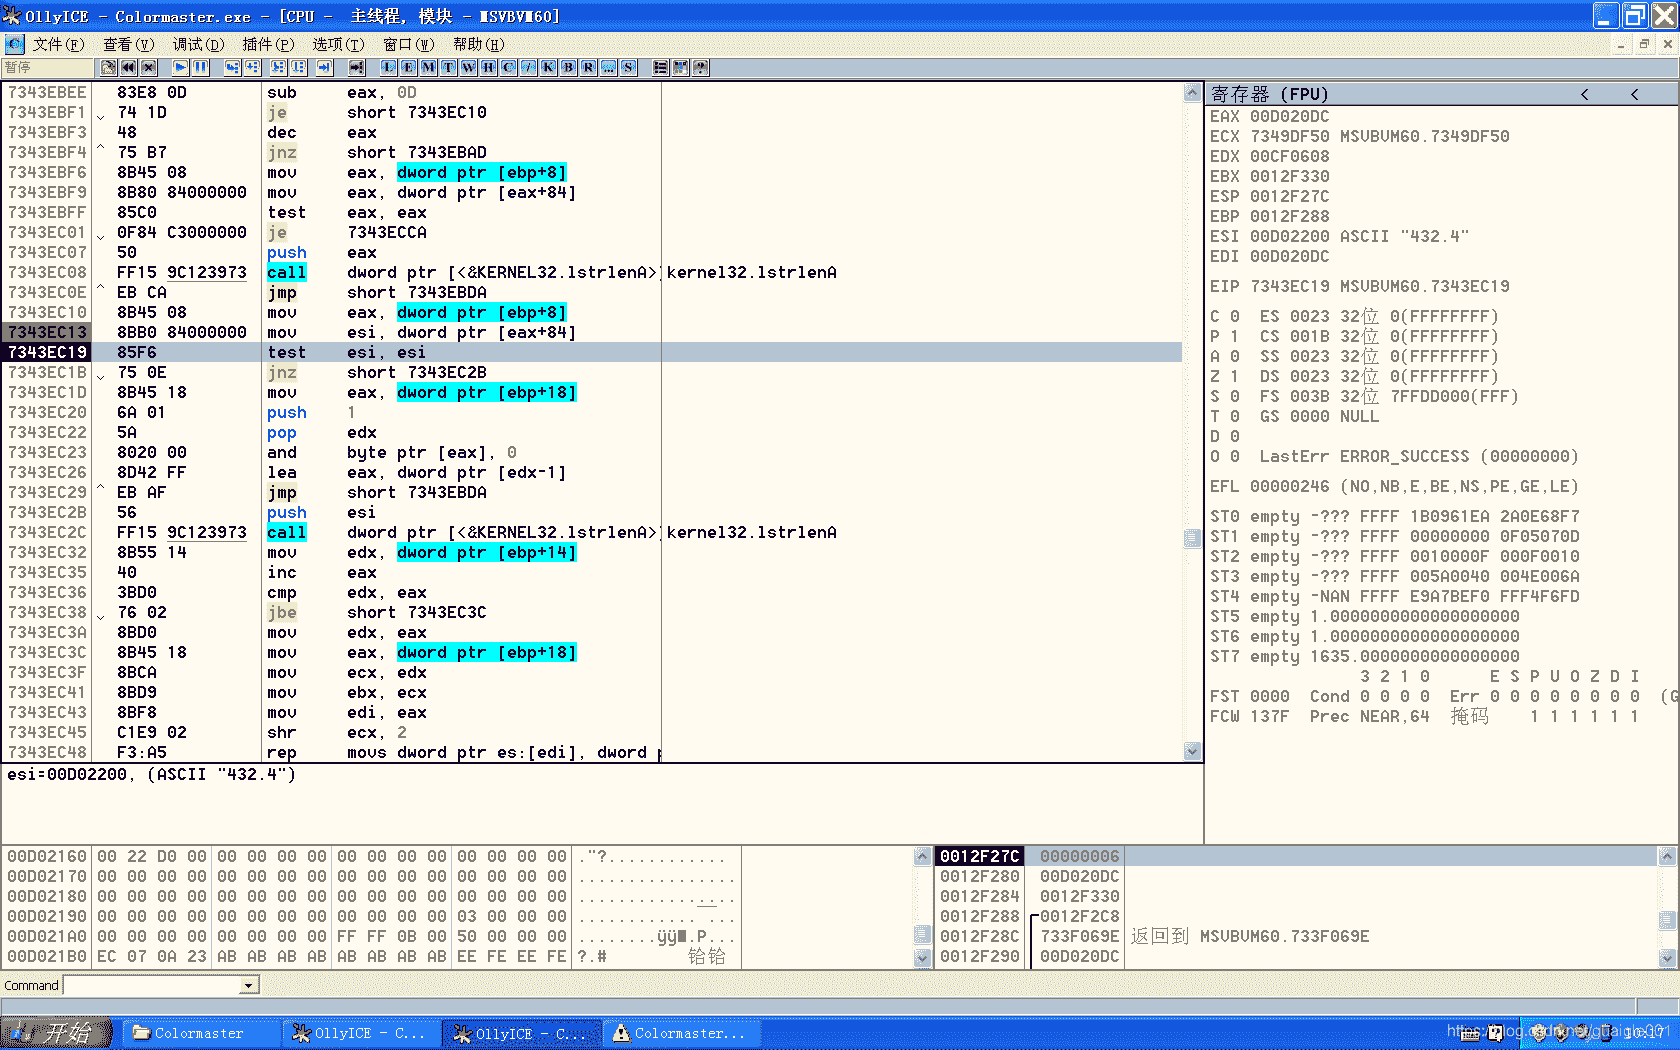 OllyICE - Colormaster.exe - [CPU - 主线程, 模块 - MSVBVM60]
文件(F) 查看(V) 调试(D) 插件(P) 选项(T) 窗口(W) 帮助(H)
暂停 L E M T W H C / K B R ... S ?
7343EBEE 83E8 0D sub eax, 0D
7343EBF1 74 1D je short 7343EC10
7343EBF3 48 dec eax
7343EBF4 ^ 75 B7 jnz short 7343EBAD
7343EBF6 8B45 08 mov eax, dword ptr [ebp+8]
7343EBF9 8B80 84000000 mov eax, dword ptr [eax+84]
7343EBFF 85C0 test eax, eax
7343EC01 0F84 C3000000 je 7343ECCA
7343EC07 50 push eax
7343EC08 FF15 9C123973 call dword ptr [<&KERNEL32.lstrlenA>] kernel32.lstrlenA
7343EC0E ^ EB CA jmp short 7343EBDA
7343EC10 8B45 08 mov eax, dword ptr [ebp+8]
7343EC13 8BB0 84000000 mov esi, dword ptr [eax+84]
7343EC19 85F6 test esi, esi
7343EC1B 75 0E jnz short 7343EC2B
7343EC1D 8B45 18 mov eax, dword ptr [ebp+18]
7343EC20 6A 01 push 1
7343EC22 5A pop edx
7343EC23 8020 00 and byte ptr [eax], 0
7343EC26 8D42 FF lea eax, dword ptr [edx-1]
7343EC29 ^ EB AF jmp short 7343EBDA
7343EC2B 56 push esi
7343EC2C FF15 9C123973 call dword ptr [<&KERNEL32.lstrlenA>] kernel32.lstrlenA
7343EC32 8B55 14 mov edx, dword ptr [ebp+14]
7343EC35 40 inc eax
7343EC36 3BD0 cmp edx, eax
7343EC38 76 02 jbe short 7343EC3C
7343EC3A 8BD0 mov edx, eax
7343EC3C 8B45 18 mov eax, dword ptr [ebp+18]
7343EC3F 8BCA mov ecx, edx
7343EC41 8BD9 mov ebx, ecx
7343EC43 8BF8 mov edi, eax
7343EC45 C1E9 02 shr ecx, 2
7343EC48 F3:A5 rep movs dword ptr es:[edi], dword p
esi=00D02200, (ASCII "432.4")
寄存器 (FPU) < <
EAX 00D020DC
ECX 7349DF50 MSVBVM60.7349DF50
EDX 00CF0608
EBX 0012F330
ESP 0012F27C
EBP 0012F288
ESI 00D02200 ASCII "432.4"
EDI 00D020DC
EIP 7343EC19 MSVBVM60.7343EC19
C 0 ES 0023 32位 0(FFFFFFFF)
P 1 CS 001B 32位 0(FFFFFFFF)
A 0 SS 0023 32位 0(FFFFFFFF)
Z 1 DS 0023 32位 0(FFFFFFFF)
S 0 FS 003B 32位 7FFDD000(FFF)
T 0 GS 0000 NULL
D 0
O 0 LastErr ERROR_SUCCESS (00000000)
EFL 00000246 (NO,NB,E,BE,NS,PE,GE,LE)
ST0 empty -??? FFFF 1B0961EA 2A0E68F7
ST1 empty -??? FFFF 00000000 0F05070D
ST2 empty -??? FFFF 0010000F 000F0010
ST3 empty -??? FFFF 005A0040 004E006A
ST4 empty -NAN FFFF E9A7BEF0 FFF4F6FD
ST5 empty 1.0000000000000000000
ST6 empty 1.0000000000000000000
ST7 empty 1635.0000000000000000
3 2 1 0 E S P U O Z D I
FST 0000 Cond 0 0 0 0 Err 0 0 0 0 0 0 0 0 (G
FCW 137F Prec NEAR,64 掩码 1 1 1 1 1 1
00D02160 00 22 D0 00 00 00 00 00 00 00 00 00 00 00 00 00 ."?............
00D02170 00 00 00 00 00 00 00 00 00 00 00 00 00 00 00 00 ................
00D02180 00 00 00 00 00 00 00 00 00 00 00 00 00 00 00 00 ................
00D02190 00 00 00 00 00 00 00 00 00 00 00 00 03 00 00 00 ................
00D021A0 00 00 00 00 00 00 00 00 FF FF 0B 00 50 00 00 00 ........ÿÿ■.P...
00D021B0 EC 07 0A 23 AB AB AB AB AB AB AB AB EE FE EE FE ?.# 铪铪
0012F27C 00000006
0012F280 00D020DC
0012F284 0012F330
0012F288 0012F2C8
0012F28C 733F069E 返回到 MSVBVM60.733F069E
0012F290 00D020DC
Command
开始 Colormaster OllyICE - C... OllyICE - C... Colormaster... 16:17